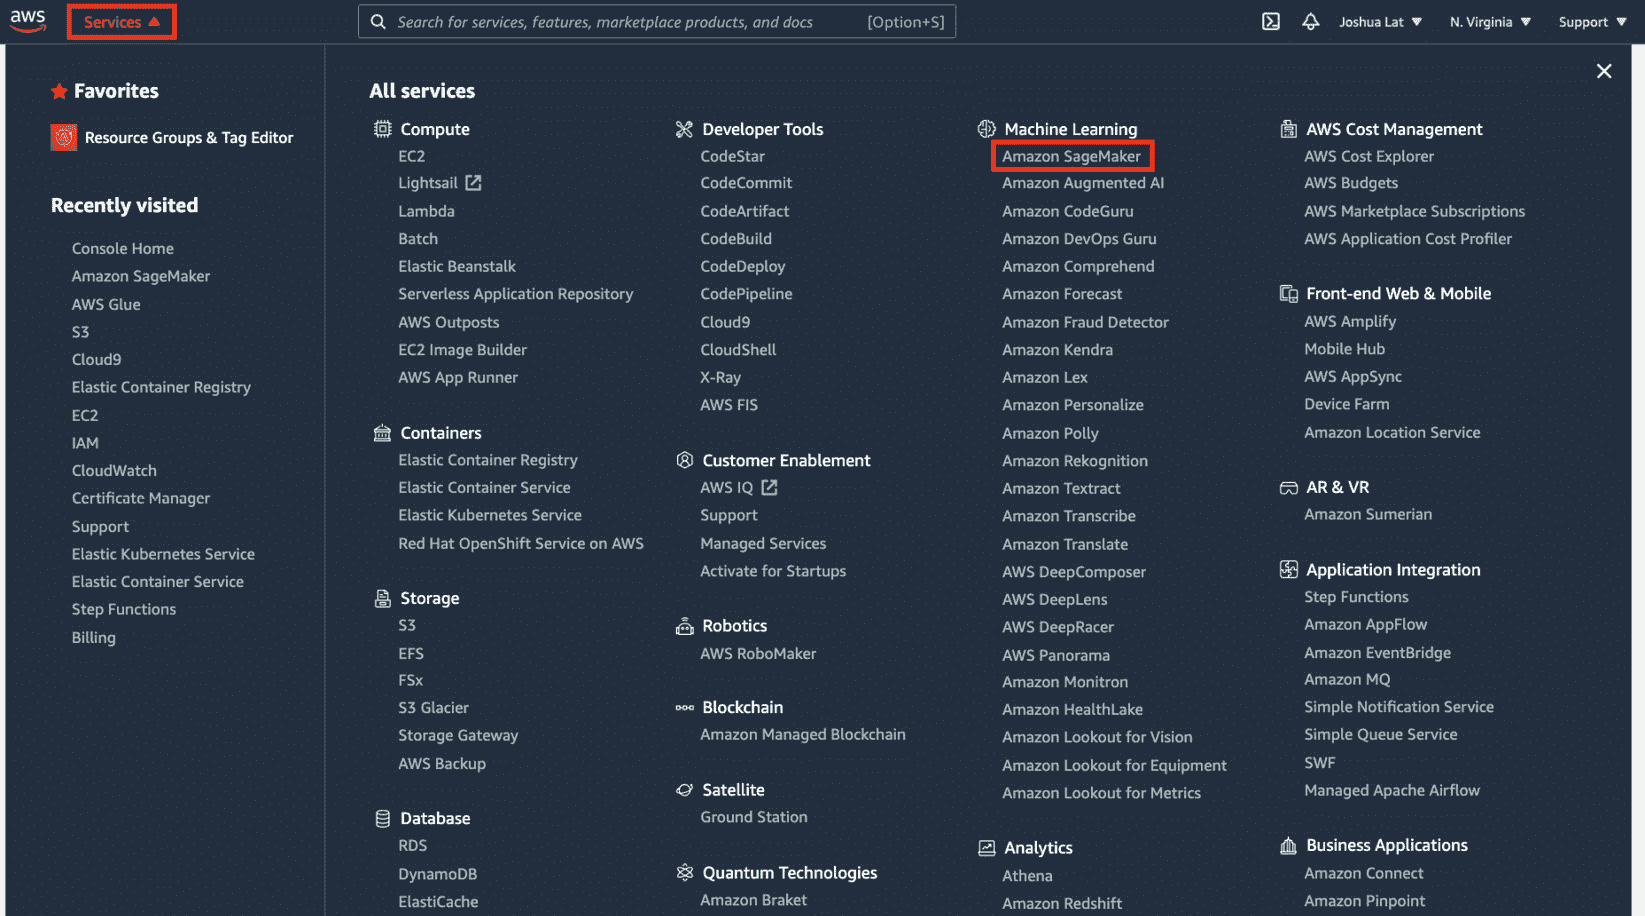 aws
Services
Search for services, features, marketplace products, and docs
[Option+S]
Joshua Lat
N. Virginia
Support
Favorites
Resource Groups & Tag Editor
Recently visited
Console Home
Amazon SageMaker
AWS Glue
S3
Cloud9
Elastic Container Registry
EC2
IAM
CloudWatch
Certificate Manager
Support
Elastic Kubernetes Service
Elastic Container Service
Step Functions
Billing
All services
Compute
EC2
Lightsail
Lambda
Batch
Elastic Beanstalk
Serverless Application Repository
AWS Outposts
EC2 Image Builder
AWS App Runner
Containers
Elastic Container Registry
Elastic Container Service
Elastic Kubernetes Service
Red Hat OpenShift Service on AWS
Storage
S3
EFS
FSx
S3 Glacier
Storage Gateway
AWS Backup
Database
RDS
DynamoDB
ElastiCache
Developer Tools
CodeStar
CodeCommit
CodeArtifact
CodeBuild
CodeDeploy
CodePipeline
Cloud9
CloudShell
X-Ray
AWS FIS
Customer Enablement
AWS IQ
Support
Managed Services
Activate for Startups
Robotics
AWS RoboMaker
Blockchain
Amazon Managed Blockchain
Satellite
Ground Station
Quantum Technologies
Amazon Braket
Machine Learning
Amazon SageMaker
Amazon Augmented AI
Amazon CodeGuru
Amazon DevOps Guru
Amazon Comprehend
Amazon Forecast
Amazon Fraud Detector
Amazon Kendra
Amazon Lex
Amazon Personalize
Amazon Polly
Amazon Rekognition
Amazon Textract
Amazon Transcribe
Amazon Translate
AWS DeepComposer
AWS DeepLens
AWS DeepRacer
AWS Panorama
Amazon Monitron
Amazon HealthLake
Amazon Lookout for Vision
Amazon Lookout for Equipment
Amazon Lookout for Metrics
Analytics
Athena
Amazon Redshift
AWS Cost Management
AWS Cost Explorer
AWS Budgets
AWS Marketplace Subscriptions
AWS Application Cost Profiler
Front-end Web & Mobile
AWS Amplify
Mobile Hub
AWS AppSync
Device Farm
Amazon Location Service
AR & VR
Amazon Sumerian
Application Integration
Step Functions
Amazon AppFlow
Amazon EventBridge
Amazon MQ
Simple Notification Service
Simple Queue Service
SWF
Managed Apache Airflow
Business Applications
Amazon Connect
Amazon Pinpoint